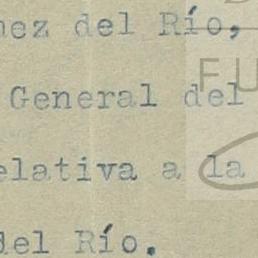 nez del Río,
General del
elativa a la
del Río.